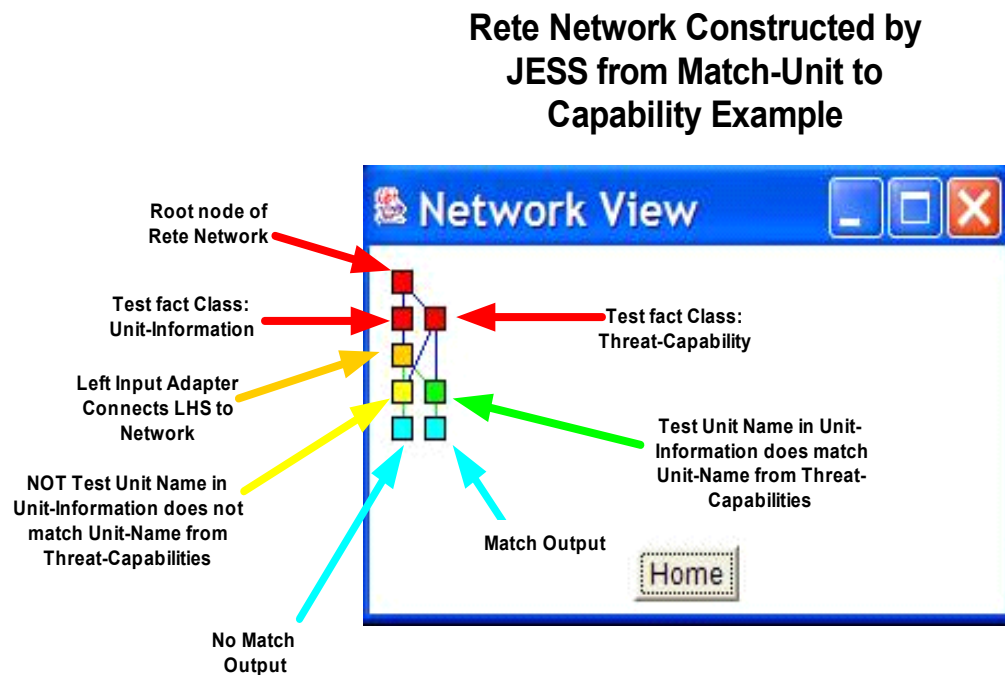 Rete Network Constructed by
JESS from Match-Unit to
Capability Example
Network View
Root node of
Rete Network
Test fact Class:
Unit-Information
Test fact Class:
Threat-Capability
Left Input Adapter
Connects LHS to
Network
Test Unit Name in Unit-
Information does match
Unit-Name from Threat-
Capabilities
NOT Test Unit Name in
Unit-Information does not
match Unit-Name from
Threat-Capabilities
Match Output
Home
No Match
Output